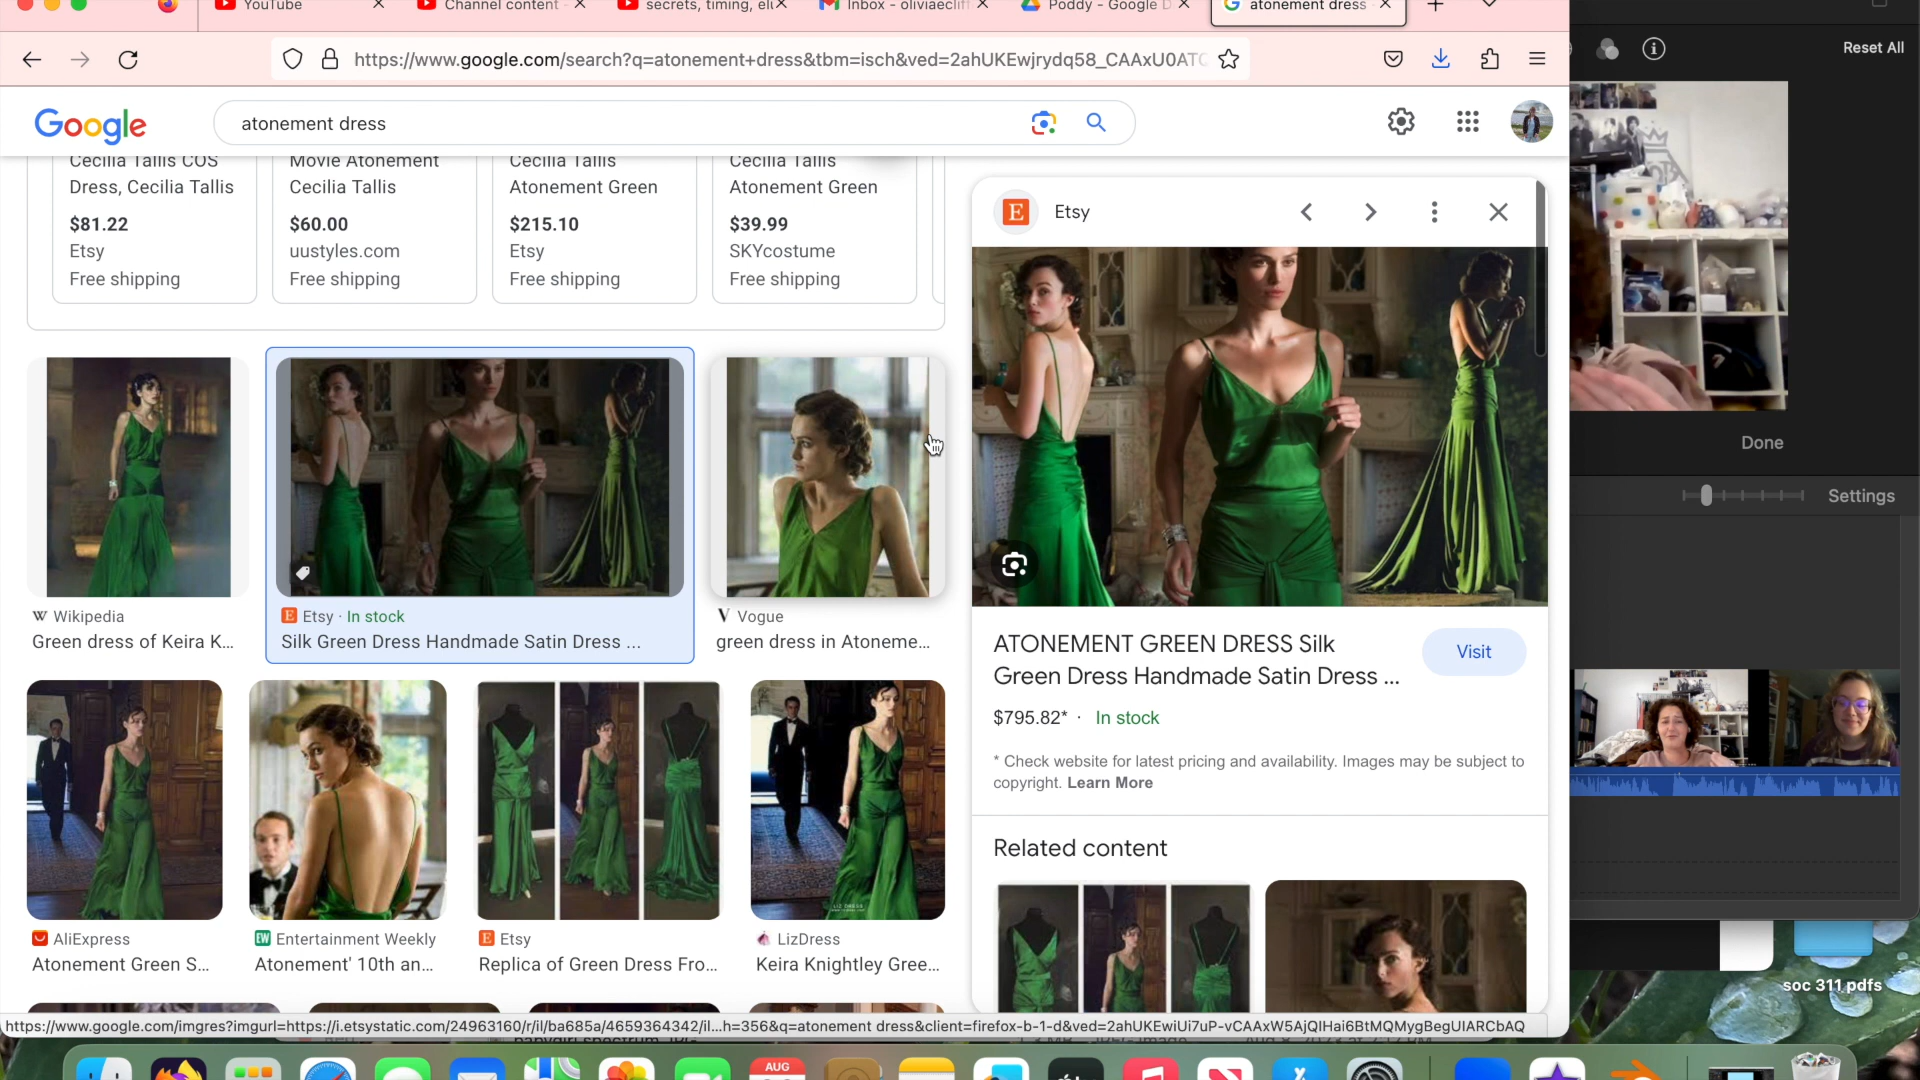 YouTube
Channel content -
secrets, timing, elu
Inbox - oliviaecliff
Poddy - Google D
atonement dress
https://www.google.com/search?q=atonement+dress&tbm=isch&ved=2ahUKEwjrydq58_CAAxU0ATC
Reset All
Google
atonement dress
Cecilia Tallis COS
Dress, Cecilia Tallis
$81.22
Etsy
Free shipping
Movie Atonement
Cecilia Tallis
$60.00
uustyles.com
Free shipping
Cecilia Tallis
Atonement Green
$215.10
Etsy
Free shipping
Cecilia Tallis
Atonement Green
$39.99
SKYcostume
Free shipping
Etsy
Done
Settings
Wikipedia
Green dress of Keira K...
Etsy · In stock
Silk Green Dress Handmade Satin Dress ...
Vogue
green dress in Atoneme...
ATONEMENT GREEN DRESS Silk
Green Dress Handmade Satin Dress ...
Visit
$795.82* · In stock
* Check website for latest pricing and availability. Images may be subject to
copyright. Learn More
Related content
AliExpress
Atonement Green S...
Entertainment Weekly
Atonement' 10th an...
Etsy
Replica of Green Dress Fro...
LIZ DRESS
LizDress
Keira Knightley Gree...
soc 311 pdfs
https://www.google.com/imgres?imgurl=https://i.etsystatic.com/24963160/r/il/ba685a/4659364342/il...h=356&q=atonement dress&client=firefox-b-1-d&ved=2ahUKEwiUi7uP-vCAAxW5AjQIHai6BtMQMygBegUIARCbAQ
AUG